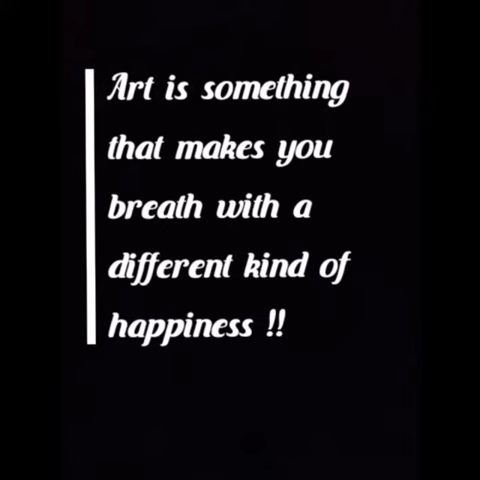 Art is something
that makes you
breath with a
different kind of
happiness !!